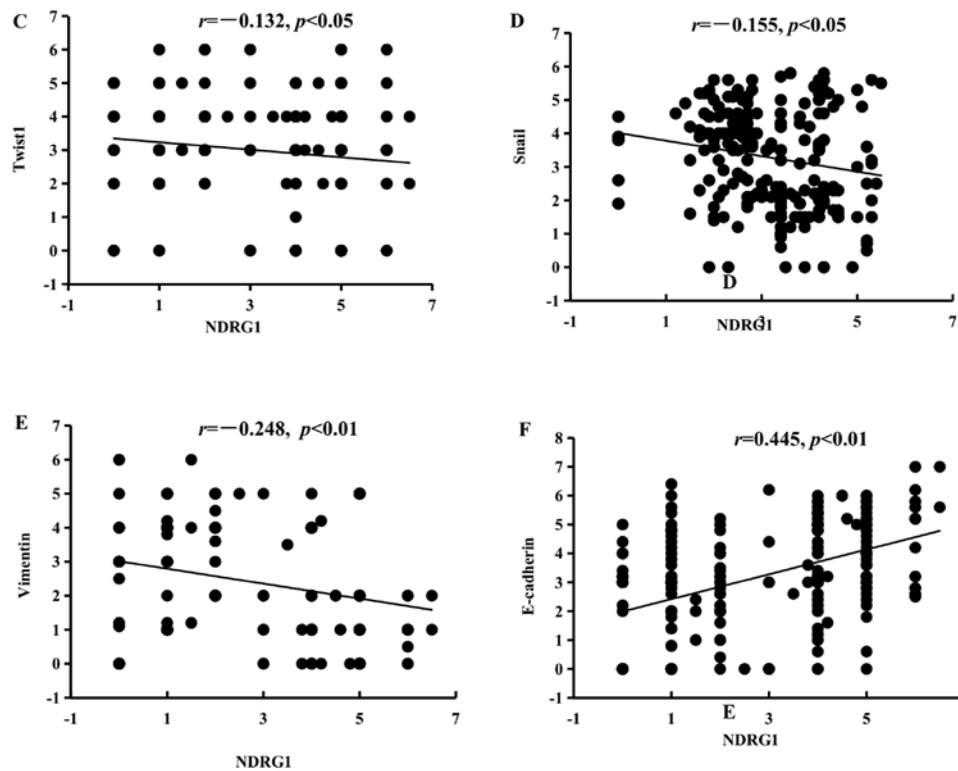 C
r=－0.132, p<0.05
7
6
5
4
3
2
1
0
-1
Twist1
-1 1 3 5 7
NDRG1
D
r=－0.155, p<0.05
7
6
5
4
3
2
1
0
-1
Snail
D
-1 1 3 5 7
NDRG1
E
r=－0.248, p<0.01
7
6
5
4
3
2
1
0
-1
Vimentin
-1 1 3 5 7
NDRG1
F
r=0.445, p<0.01
8
7
6
5
4
3
2
1
0
-1
E-cadherin
-1 1 3 5
E
NDRG1